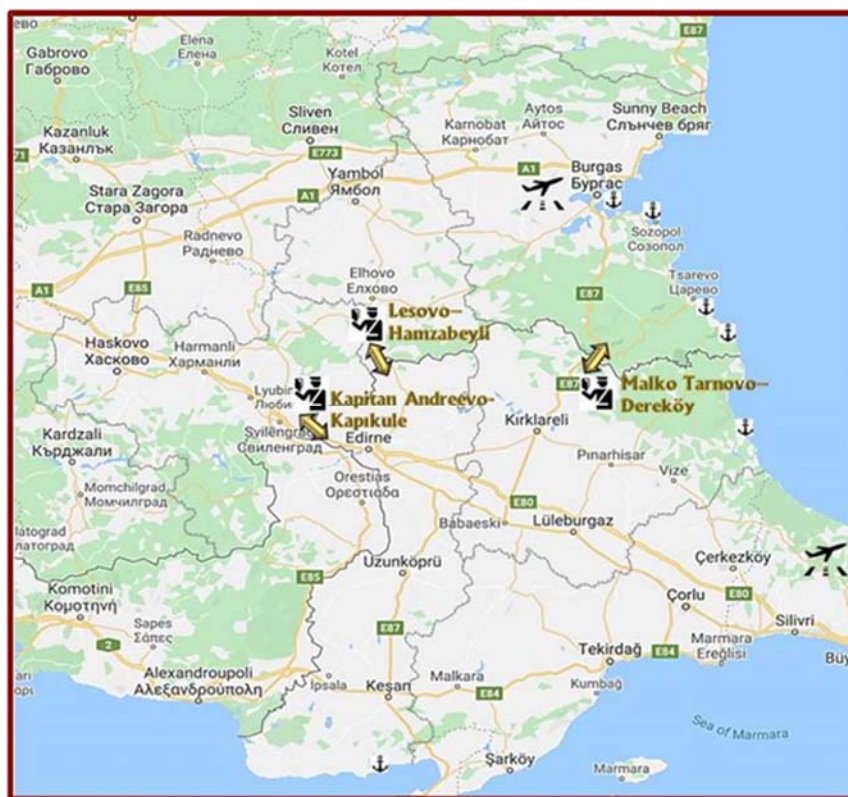 E87
Elena
Елена
Gabrovo
Габрово
Kotel
Котел
Sliven
Сливен
Aytos
Айтос
Sunny Beach
Слънчев бряг
Karnobat
Карнобат
Kazanluk
Казанлък
E773
A1
Burgas
Бургас
Yambol
Ямбол
Stara Zagora
Стара Загора
A1
Sozopol
Созопол
Radnevo
Раднево
Tsarevo
Царево
Elhovo
Елхово
A1
E85
E87
Lesovo–
Hamzabeyli
Haskovo
Хасково
Harmanli
Харманли
Kapitan Andreevo-
Kapıkule
E87
Malko Tarnovo–
Dereköy
Svilengrad
Свиленград
Edirne
Kırklareli
Kardzali
Кърджали
Pınarhisar
Vize
Orestias
Ορεστιάδα
Momchilgrad
Момчилград
E80
Babaeski
Lüleburgaz
Çerkezköy
Uzunköprü
E85
Komotini
Κομοτηνή
E80
Çorlu
Silivri
Sapes
Σάπες
2
E87
Tekirdağ
E84
Marmara
Ereğlisi
Alexandroupoli
Αλεξανδρούπολη
Ipsala
Keşan
Malkara
E84
Kumbağ
Sea of Marmara
Şarköy
Marmara